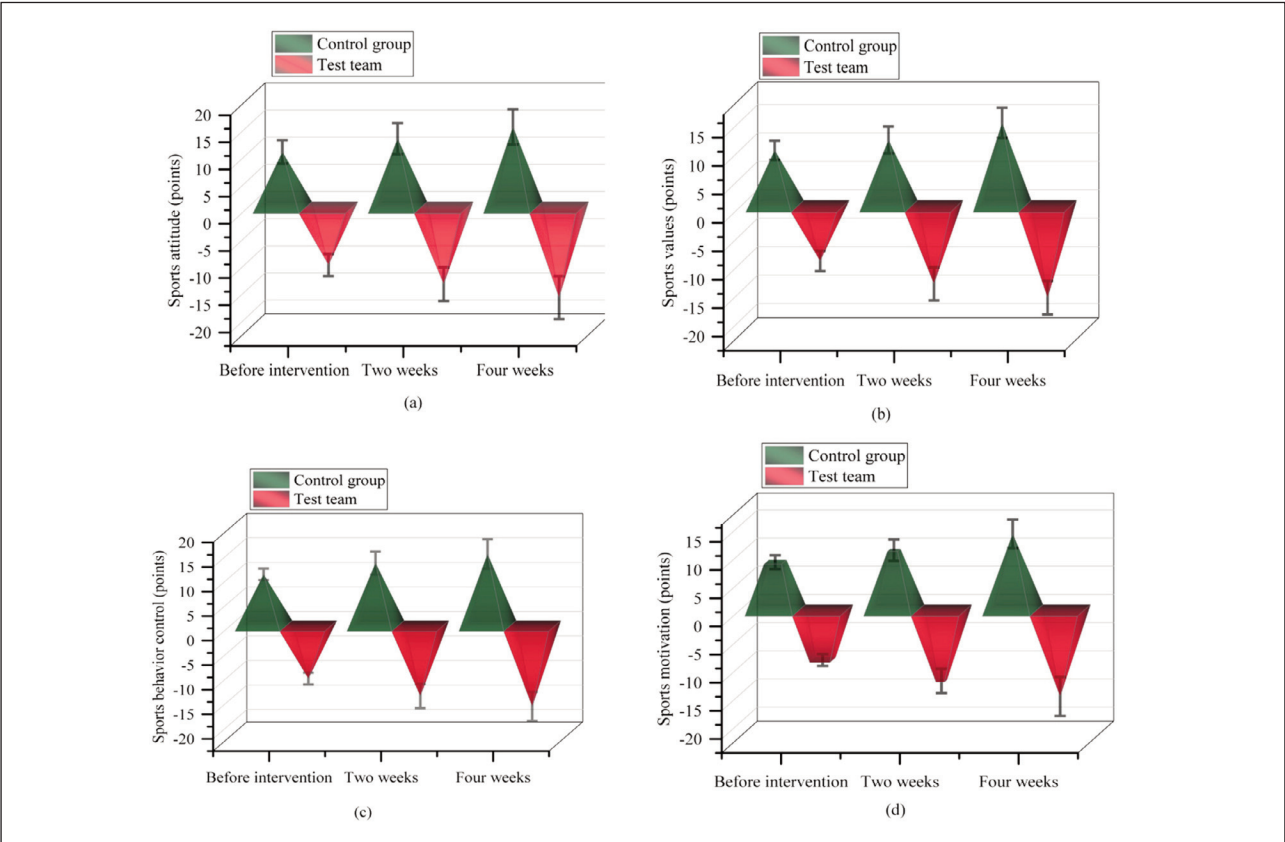 Control group
Test team
Sports attitude (points)
20
15
10
5
0
-5
-10
-15
-20
Before intervention Two weeks Four weeks
(a)
Control group
Test team
Sports values (points)
15
10
5
0
-5
-10
-15
-20
Before intervention Two weeks Four weeks
(b)
Control group
Test team
Sports behavior control (points)
20
15
10
5
0
-5
-10
-15
-20
Before intervention Two weeks Four weeks
(c)
Control group
Test team
Sports motivation (points)
15
10
5
0
-5
-10
-15
-20
Before intervention Two weeks Four weeks
(d)